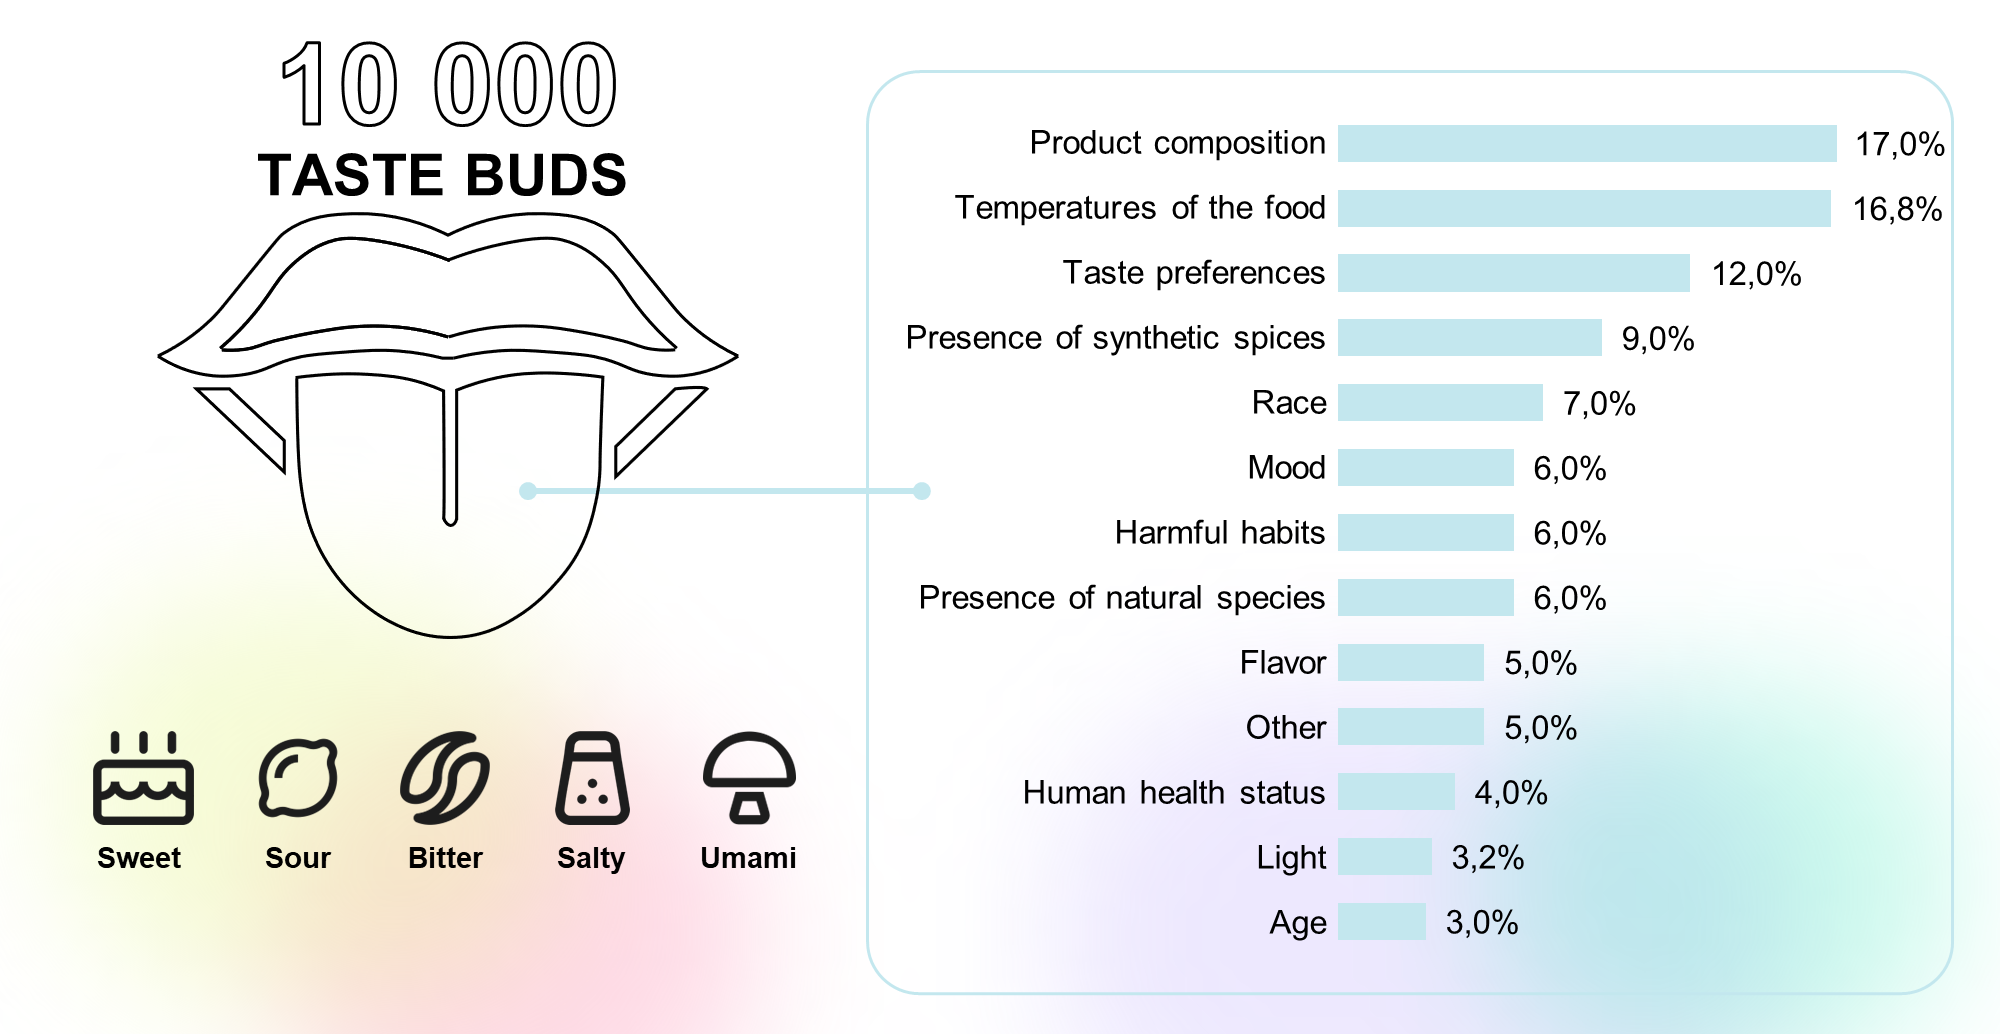 10 000
TASTE BUDS
Sweet Sour Bitter Salty Umami
Product composition 17,0%
Temperatures of the food 16,8%
Taste preferences 12,0%
Presence of synthetic spices 9,0%
Race 7,0%
Mood 6,0%
Harmful habits 6,0%
Presence of natural species 6,0%
Flavor 5,0%
Other 5,0%
Human health status 4,0%
Light 3,2%
Age 3,0%